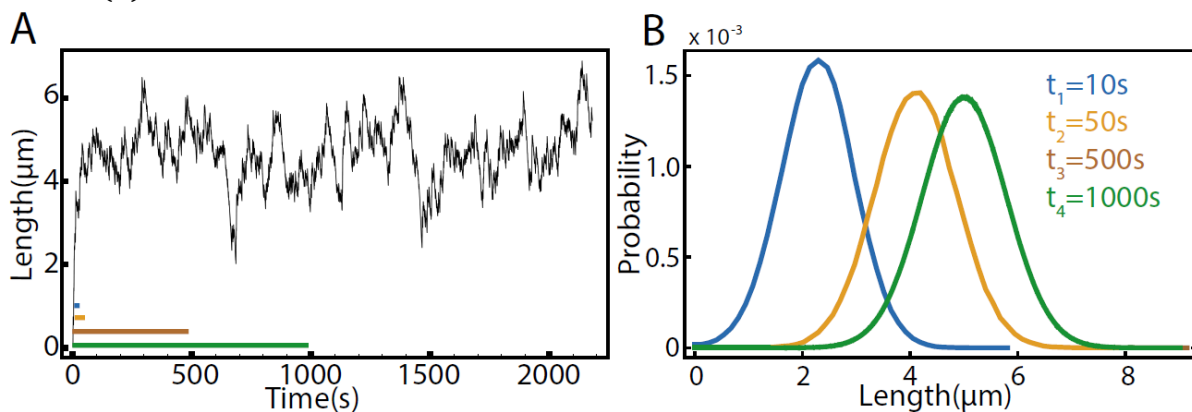 A
Length(μm)
6
4
2
0
0
500
1000
1500
2000
Time(s)
B
x 10⁻³
Probability
1.5
1.0
0.5
0
t₁=10s
t₂=50s
t₃=500s
t₄=1000s
0
2
4
6
8
Length(μm)